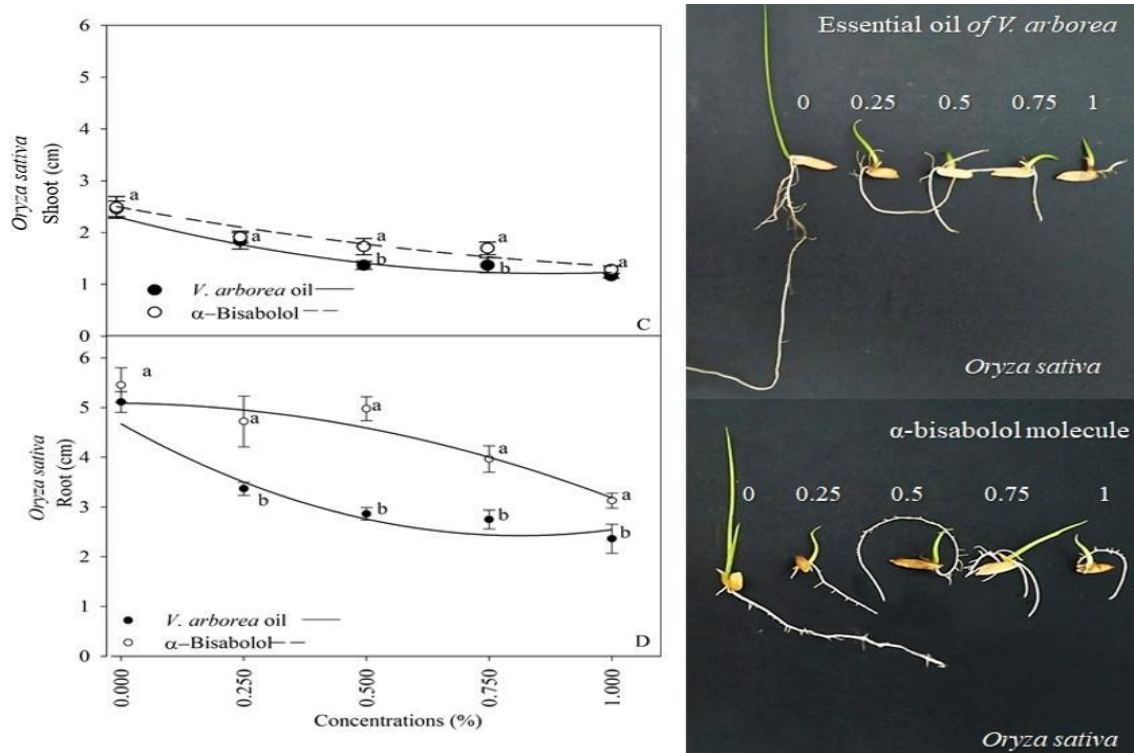 6
5
4
3
2
1
0
Oryza sativa
Shoot (cm)
a
a
a
b
a
b
a
V. arborea oil
α−Bisabolol
C
6
5
4
3
2
1
0
Oryza sativa
Root (cm)
a
a
b
a
b
a
b
a
b
V. arborea oil
α−Bisabolol
D
0.000
0.250
0.500
0.750
1.000
Concentrations (%)
Essential oil of V. arborea
0 0.25 0.5 0.75 1
Oryza sativa
α-bisabolol molecule
0 0.25 0.5 0.75 1
Oryza sativa